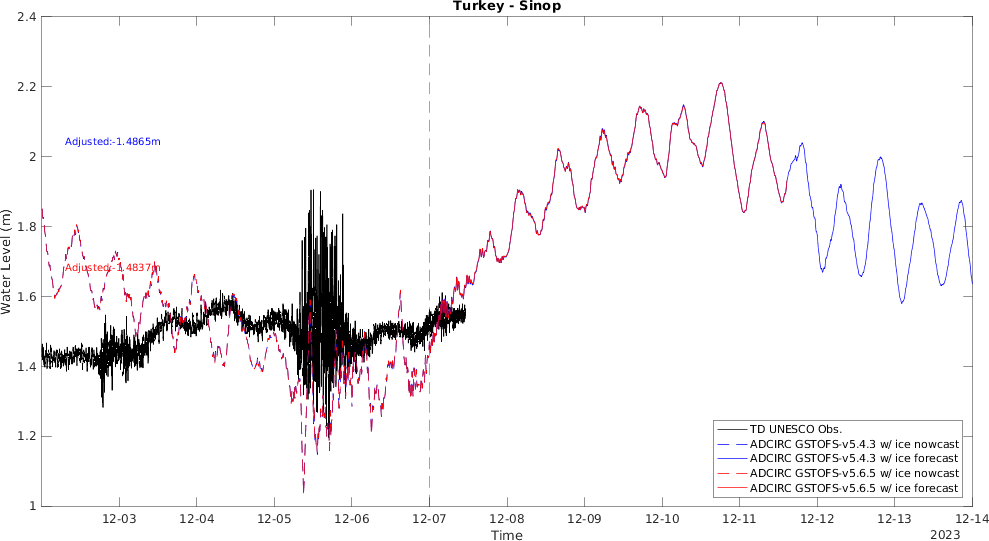 Turkey - Sinop
2.4
2.2
2
1.8
1.6
1.4
1.2
1
Water Level (m)
Adjusted:-1.4865m
Adjusted:-1.4837m
TD UNESCO Obs.
ADCIRC GSTOFS-v5.4.3 w/ ice nowcast
ADCIRC GSTOFS-v5.4.3 w/ ice forecast
ADCIRC GSTOFS-v5.6.5 w/ ice nowcast
ADCIRC GSTOFS-v5.6.5 w/ ice forecast
12-03 12-04 12-05 12-06 12-07 12-08 12-09 12-10 12-11 12-12 12-13 12-14
Time
2023